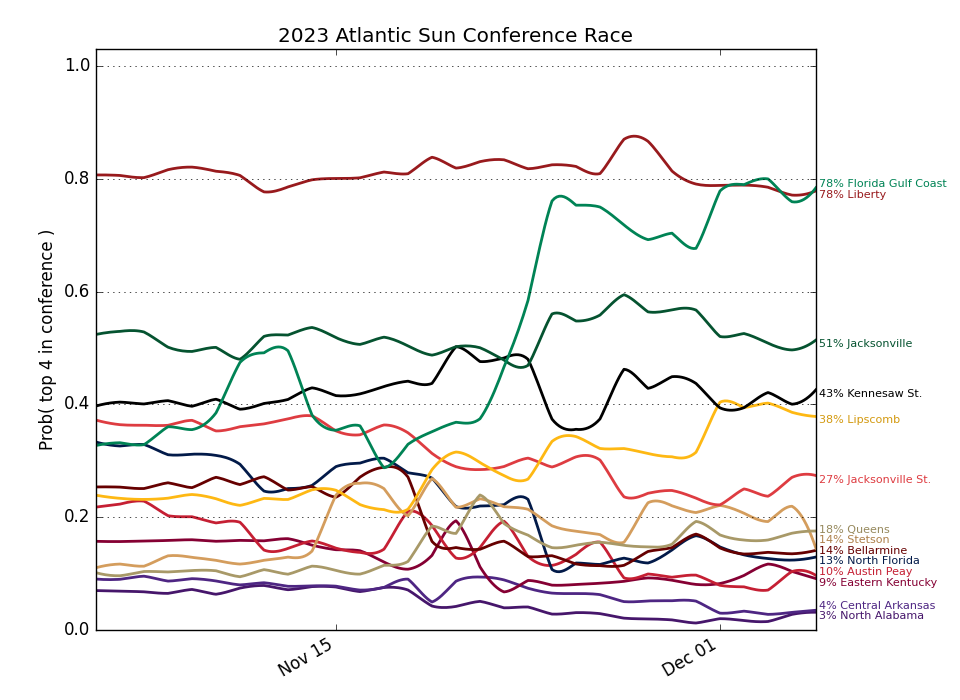 2023 Atlantic Sun Conference Race
Prob( top 4 in conference )
1.0
0.8
0.6
0.4
0.2
0.0
Nov 15
Dec 01
78% Florida Gulf Coast
78% Liberty
51% Jacksonville
43% Kennesaw St.
38% Lipscomb
27% Jacksonville St.
18% Queens
14% Stetson
14% Bellarmine
13% North Florida
10% Austin Peay
9% Eastern Kentucky
4% Central Arkansas
3% North Alabama